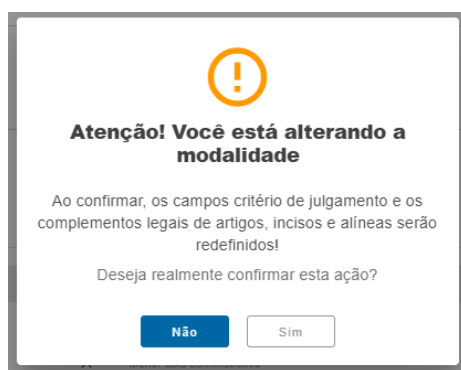 Atenção! Você está alterando a
modalidade
Ao confirmar, os campos critério de julgamento e os
complementos legais de artigos, incisos e alíneas serão
redefinidos!
Deseja realmente confirmar esta ação?
Não Sim